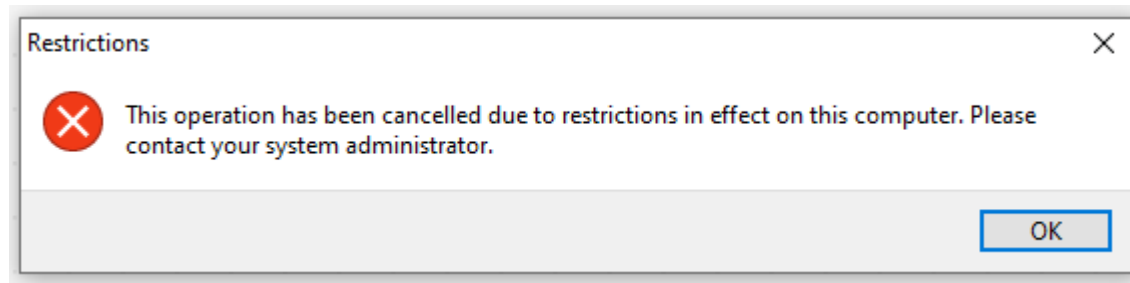 Restrictions
This operation has been cancelled due to restrictions in effect on this computer. Please
contact your system administrator.
OK